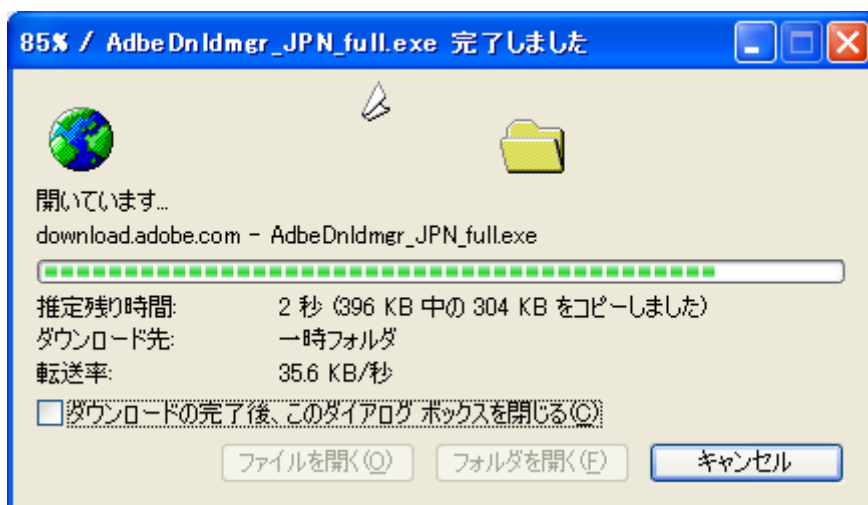 85% / AdbeDnldmgr_JPN_full.exe 完了しました
開いています...
download.adobe.com - AdbeDnldmgr_JPN_full.exe
推定残り時間: 2 秒 (396 KB 中の 304 KB をコピーしました)
ダウンロード先: 一時フォルダ
転送率: 35.6 KB/秒
ダウンロードの完了後、このダイアログ ボックスを閉じる(C)
ファイルを開く(O) フォルダを開く(F) キャンセル